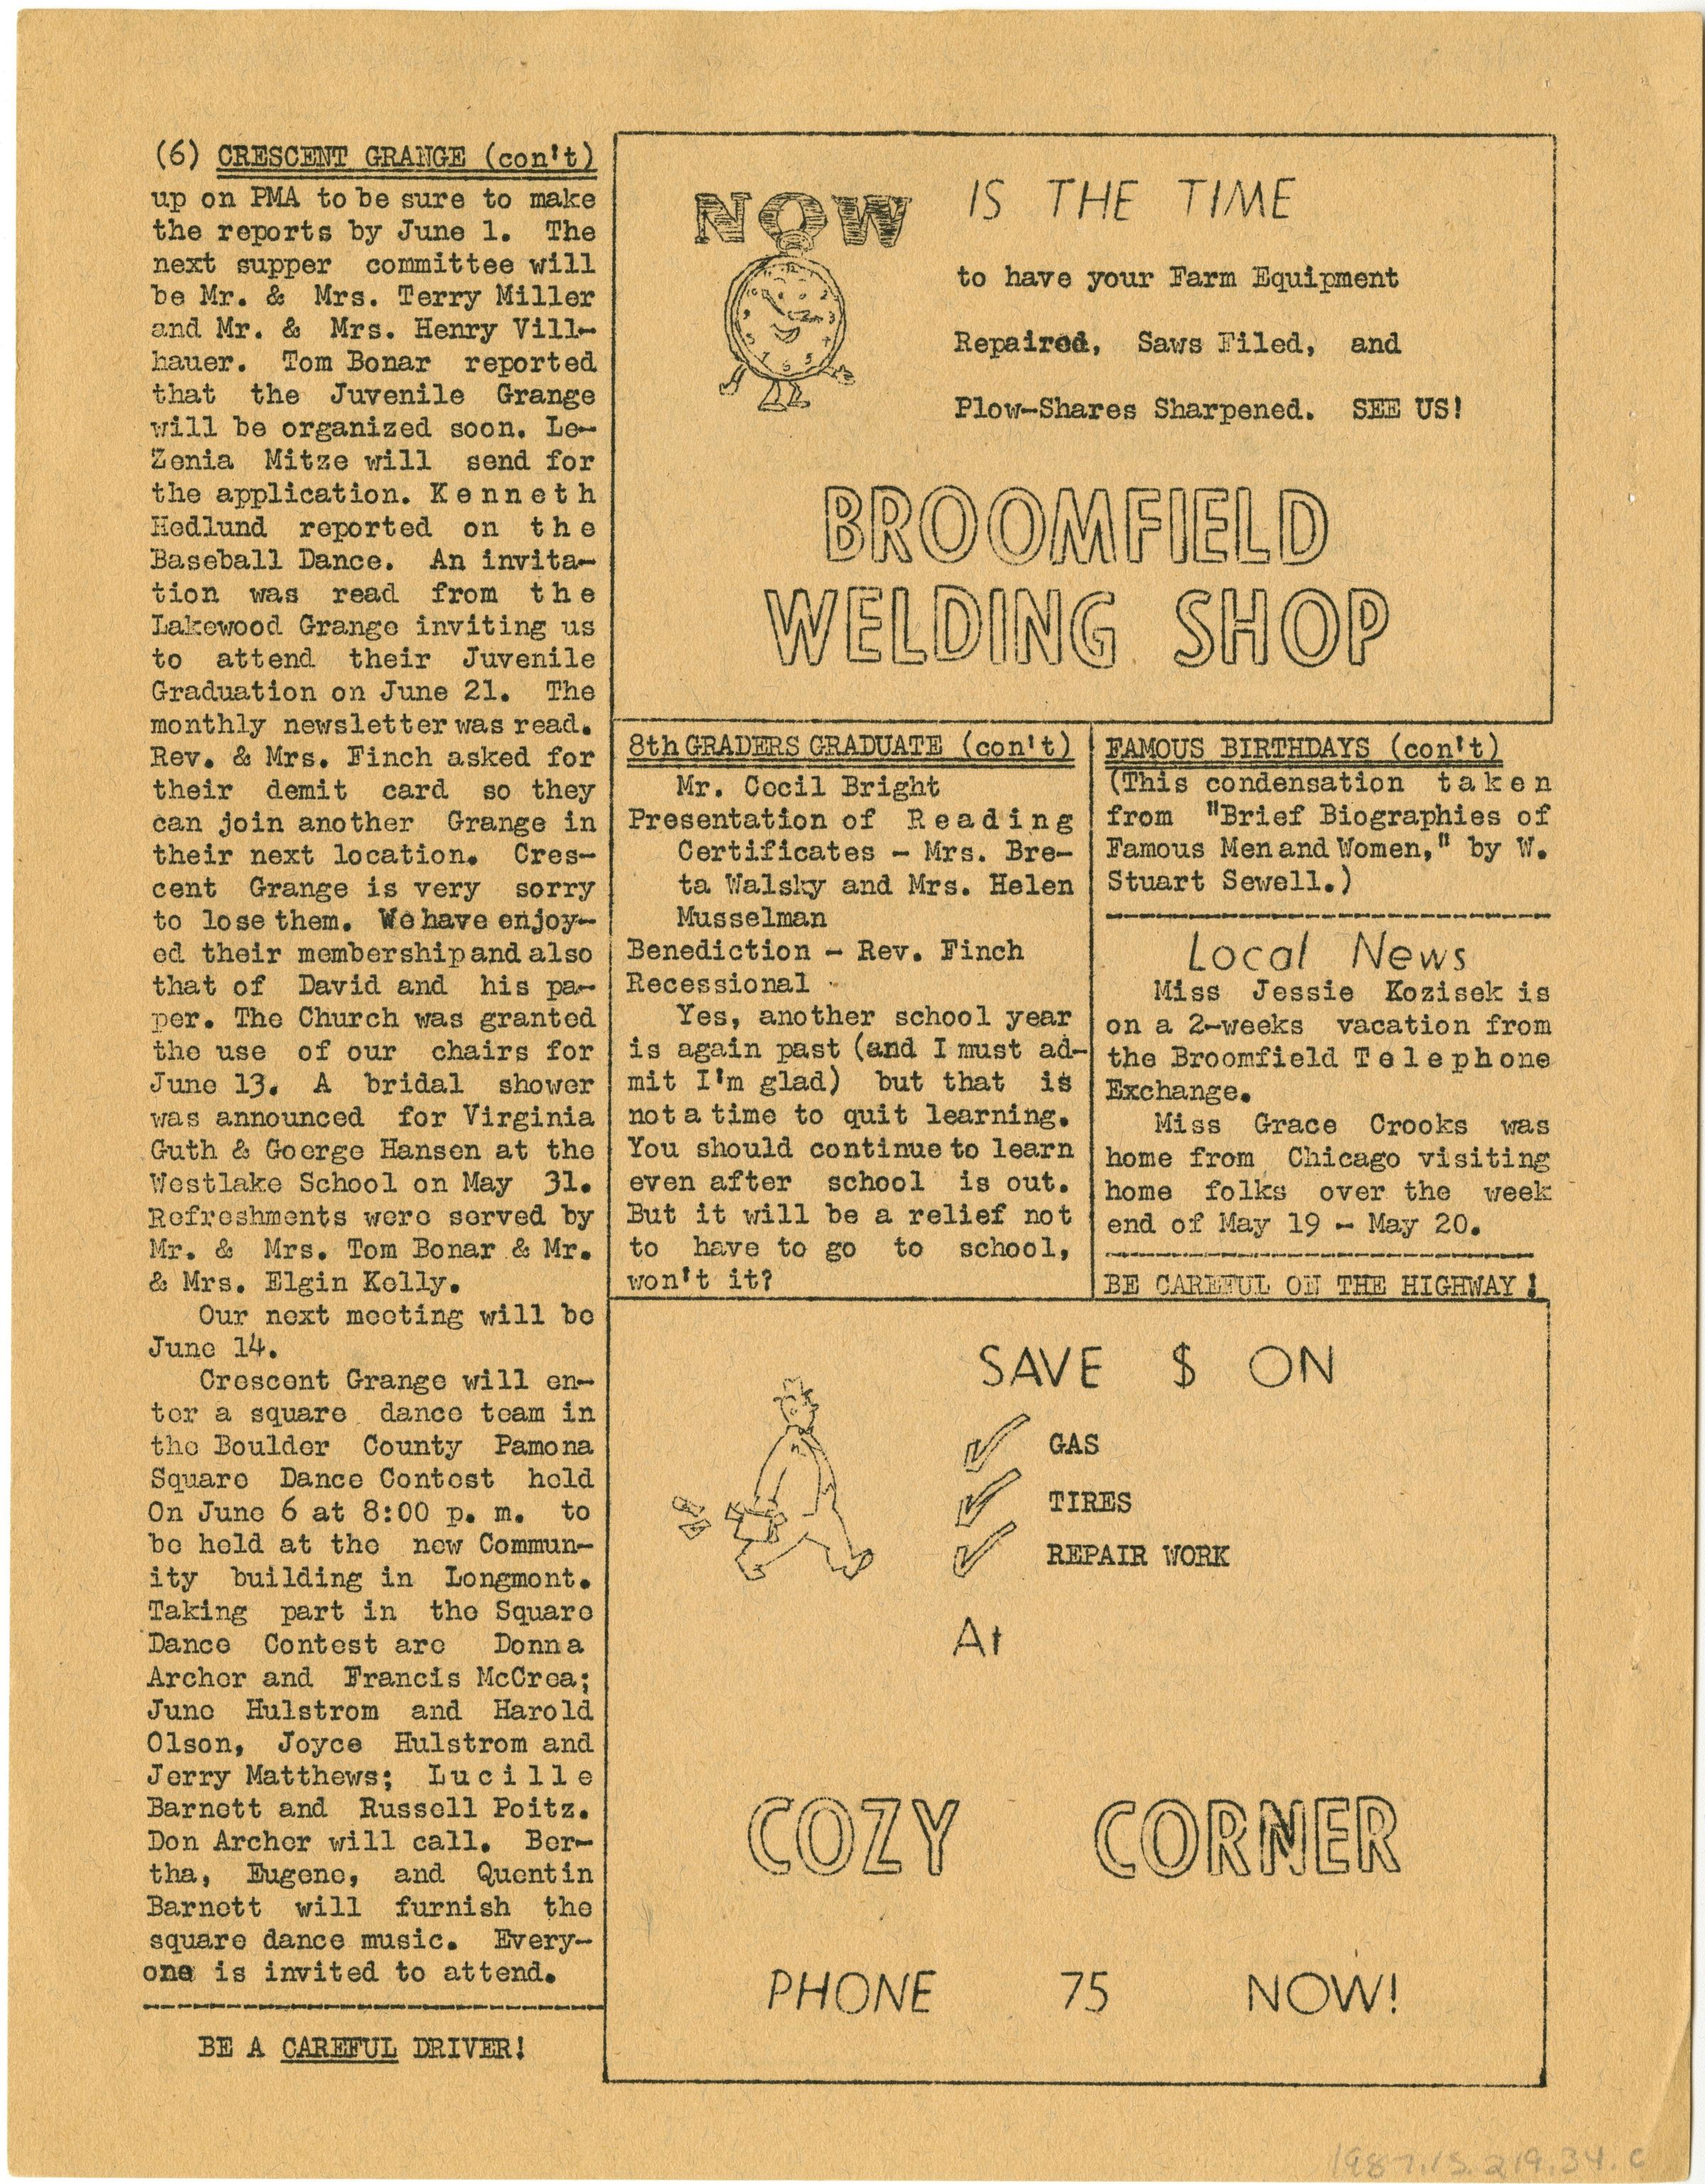 (6) CRESCENT GRANGE (con't)
up on PMA to be sure to make
the reports by June 1. The
next supper committee will
be Mr. & Mrs. Terry Miller
and Mr. & Mrs. Henry Vill-
hauer. Tom Bonar reported
that the Juvenile Grange
will be organized soon. Le-
Zenia Mitze will send for
the application. Kenneth
Hedlund reported on the
Baseball Dance. An invita-
tion was read from the
Lakewood Grange inviting us
to attend their Juvenile
Graduation on June 21. The
monthly newsletter was read.
Rev. & Mrs. Finch asked for
their demit card so they
can join another Grange in
their next location. Cres-
cent Grange is very sorry
to lose them. We have enjoy-
ed their membership and also
that of David and his pa-
per. The Church was granted
the use of our chairs for
June 13. A bridal shower
was announced for Virginia
Guth & George Hansen at the
Westlake School on May 31.
Refreshments were served by
Mr. & Mrs. Tom Bonar & Mr.
& Mrs. Elgin Kelly.
Our next meeting will be
June 14.
Crescent Grange will en-
ter a square dance team in
the Boulder County Pamona
Square Dance Contest held
On June 6 at 8:00 p. m. to
be held at the new Commun-
ity building in Longmont.
Taking part in the Square
Dance Contest are Donna
Archer and Francis McCrea;
June Hulstrom and Harold
Olson, Joyce Hulstrom and
Jerry Matthews; Lucille
Barnett and Russell Poitz.
Don Archer will call. Ber-
tha, Eugene, and Quentin
Barnett will furnish the
square dance music. Every-
one is invited to attend.
BE A CAREFUL DRIVER!
NOW IS THE TIME
to have your Farm Equipment
Repaired, Saws Filed, and
Plow-Shares Sharpened. SEE US!
BROOMFIELD
WELDING SHOP
8th GRADERS GRADUATE (con't)
Mr. Cecil Bright
Presentation of Reading
Certificates - Mrs. Bre-
ta Walsky and Mrs. Helen
Musselman
Benediction - Rev. Finch
Recessional
Yes, another school year
is again past (and I must ad-
mit I'm glad) but that is
not a time to quit learning.
You should continue to learn
even after school is out.
But it will be a relief not
to have to go to school,
won't it?
FAMOUS BIRTHDAYS (con't)
(This condensation taken
from "Brief Biographies of
Famous Men and Women," by W.
Stuart Sewell.)
Local News
Miss Jessie Kozisek is
on a 2-weeks vacation from
the Broomfield Telephone
Exchange.
Miss Grace Crooks was
home from Chicago visiting
home folks over the week
end of May 19 - May 20.
BE CAREFUL ON THE HIGHWAY!
SAVE $ ON
GAS
TIRES
REPAIR WORK
At
COZY CORNER
PHONE 75 NOW!
1987.15.219.34.C